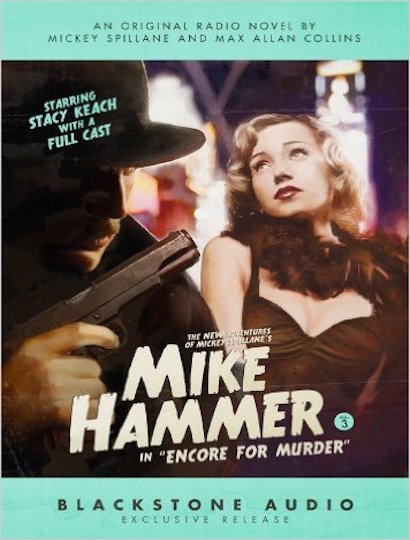 AN ORIGINAL RADIO NOVEL BY
MICKEY SPILLANE AND MAX ALLAN COLLINS
STARRING
STACY KEACH
WITH A
FULL CAST
THE NEW ADVENTURES
OF MICKEY SPILLANE'S
MIKE
HAMMER
VOL.
3
IN "ENCORE FOR MURDER"
BLACKSTONE AUDIO
EXCLUSIVE RELEASE